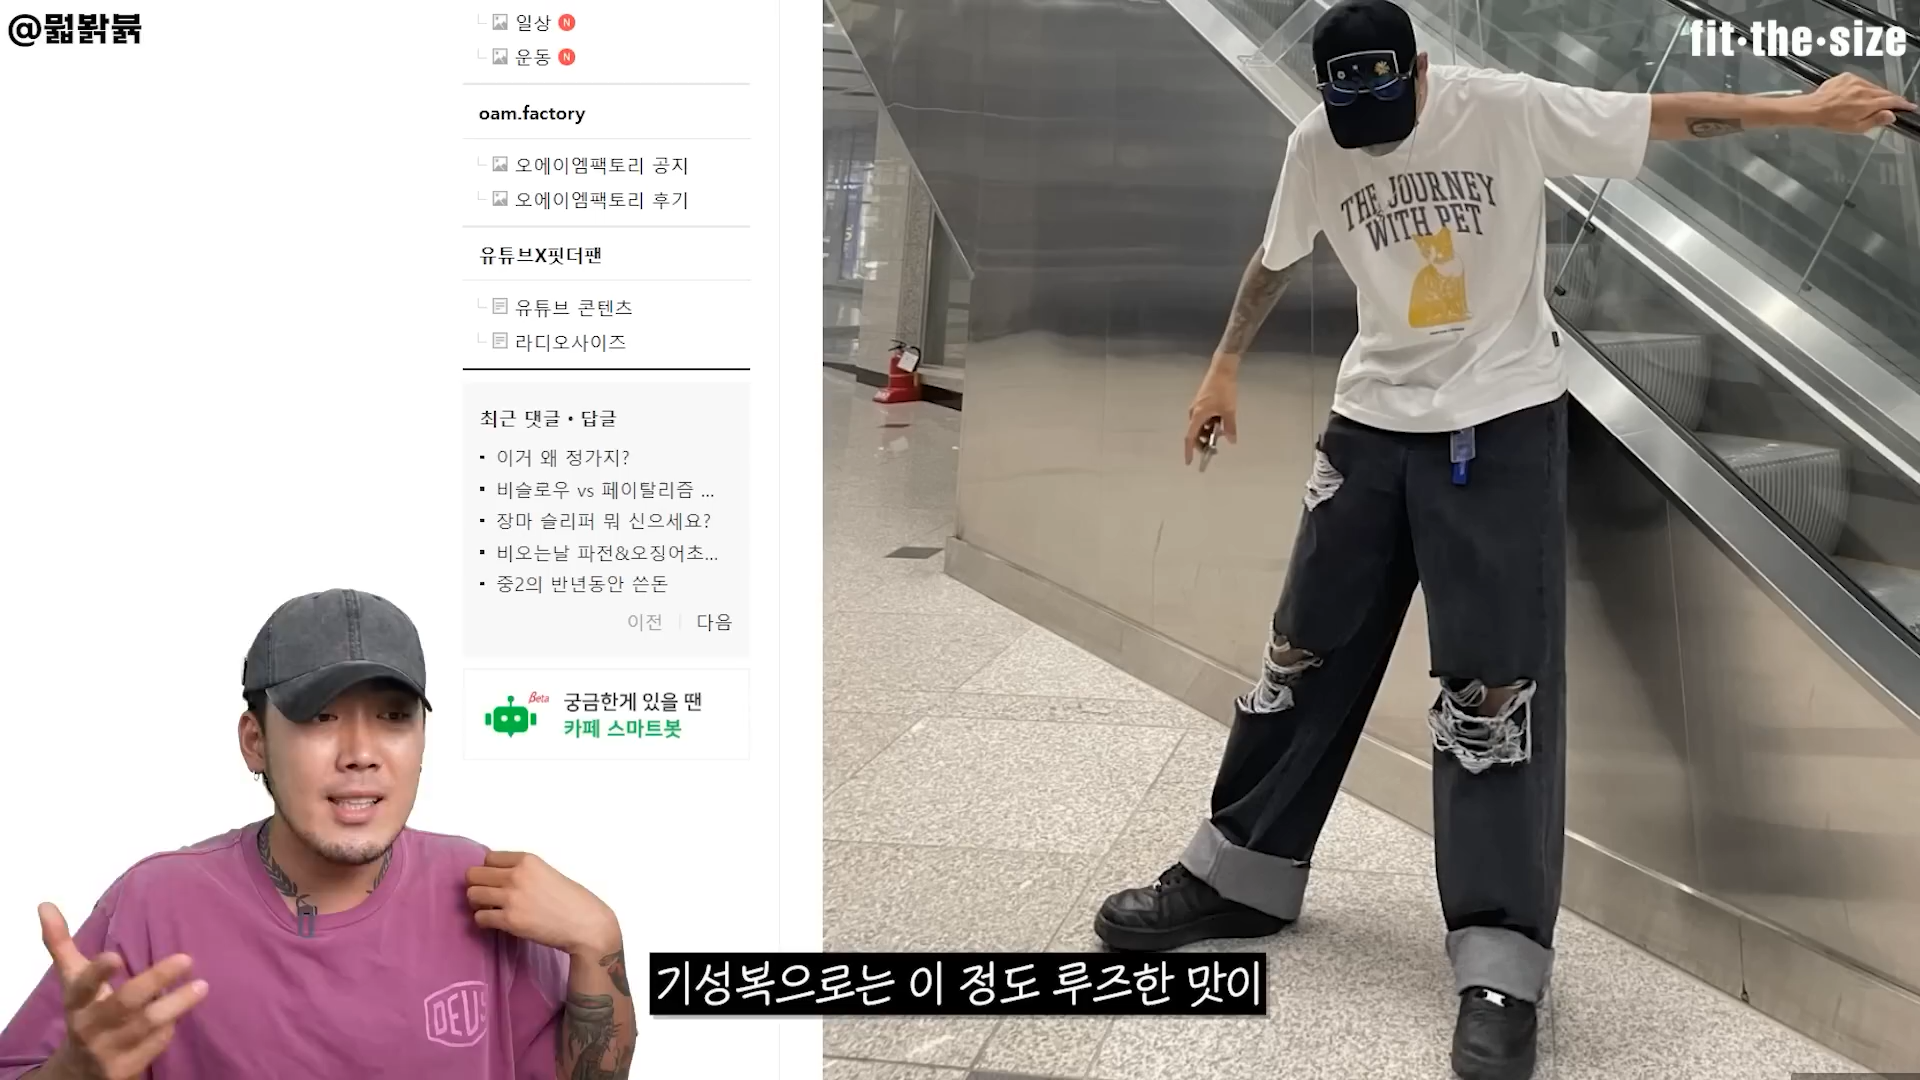 @뭛봙붉
fit·the·size
일상 N
운동 N
oam.factory
오에이엠팩토리 공지
오에이엠팩토리 후기
유튜브X핏더팬
유튜브 콘텐츠
라디오사이즈
최근 댓글·답글
이거 왜 정가지?
비슬로우 vs 페이탈리즘 ...
장마 슬리퍼 뭐 신으세요?
비오는날 파전&오징어초...
중2의 반년동안 쓴돈
이전 다음
Beta
궁금한게 있을 땐
카페 스마트봇
THE JOURNEY
WITH PET
DEUS
기성복으로는 이 정도 루즈한 맛이